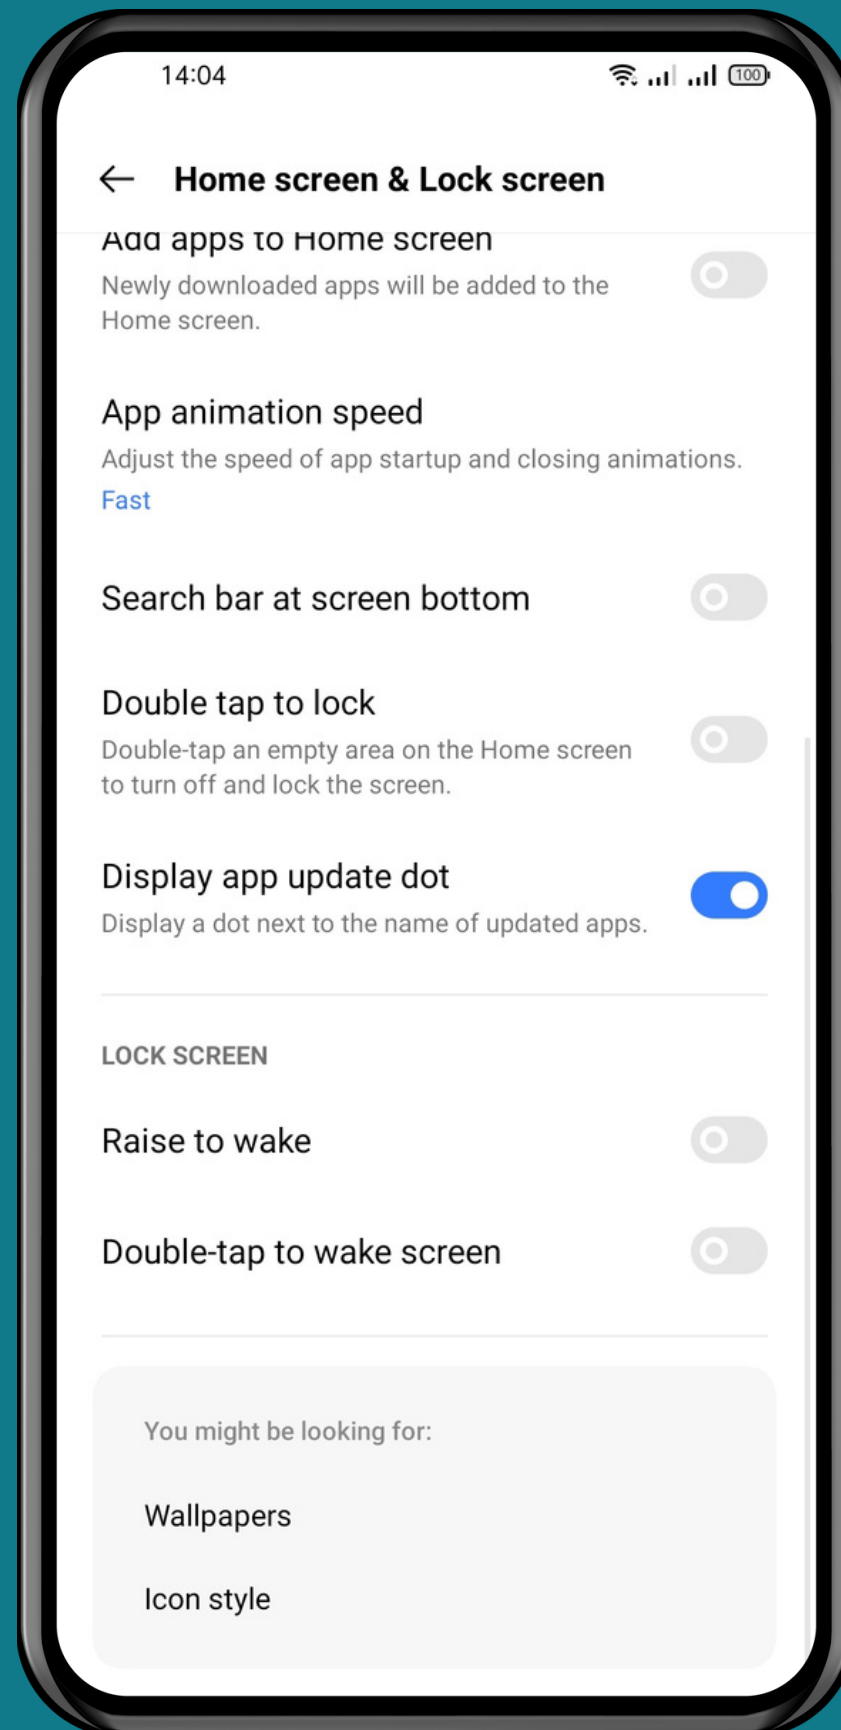 14:04
100
Home screen & Lock screen
Add apps to Home screen
Newly downloaded apps will be added to the
Home screen.
App animation speed
Adjust the speed of app startup and closing animations.
Fast
Search bar at screen bottom
Double tap to lock
Double-tap an empty area on the Home screen
to turn off and lock the screen.
Display app update dot
Display a dot next to the name of updated apps.
LOCK SCREEN
Raise to wake
Double-tap to wake screen
You might be looking for:
Wallpapers
Icon style